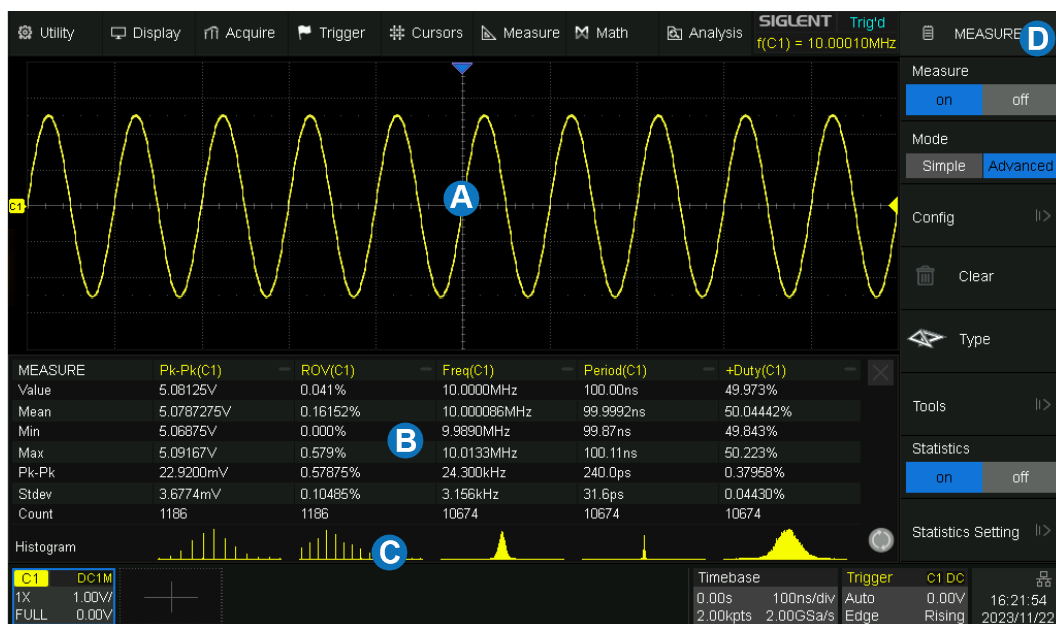 Utility Display Acquire Trigger Cursors Measure Math Analysis SIGLENT Trig'd
f(C1) = 10.00010MHz
MEASURE D
Measure
on off
Mode
Simple Advanced
Config
Clear
Type
Tools
Statistics
on off
Statistics Setting
C1
A
MEASURE Pk-Pk(C1) ROV(C1) Freq(C1) Period(C1) +Duty(C1)
Value 5.08125V 0.041% 10.0000MHz 100.00ns 49.973%
Mean 5.0787275V 0.16152% 10.000086MHz 99.9992ns 50.04442%
Min 5.06875V 0.000% 9.9890MHz 99.87ns 49.843%
B
Max 5.09167V 0.579% 10.0133MHz 100.11ns 50.223%
Pk-Pk 22.9200mV 0.57875% 24.300kHz 240.0ps 0.37958%
Stdev 3.6774mV 0.10485% 3.156kHz 31.6ps 0.04430%
Count 1186 1186 10674 10674 10674
Histogram C
C1 DC1M
1X 1.00V/
FULL 0.00V
Timebase
0.00s 100ns/div
2.00kpts 2.00GSa/s
Trigger C1 DC
Auto 0.00V
Edge Rising
16:21:54
2023/11/22